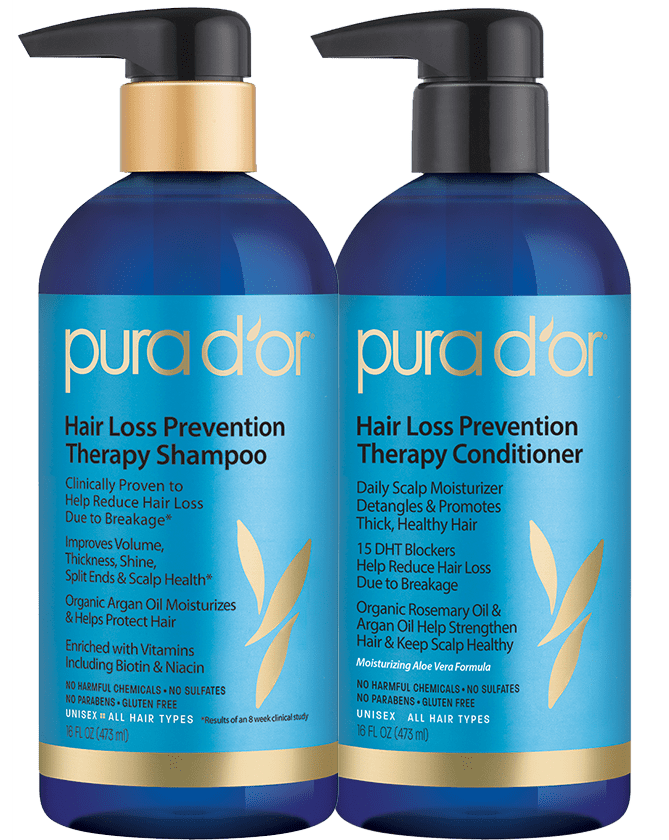 pura d'or
Hair Loss Prevention
Therapy Shampoo
Clinically Proven to
Help Reduce Hair Loss
Due to Breakage*
Improves Volume,
Thickness, Shine,
Split Ends & Scalp Health*
Organic Argan Oil Moisturizes
& Helps Protect Hair
Enriched with Vitamins
Including Biotin & Niacin
NO HARMFUL CHEMICALS • NO SULFATES
NO PARABENS • GLUTEN FREE
UNISEX :: ALL HAIR TYPES *Results of an 8 week clinical study
16 FL OZ (473 ml)
pura d'or
Hair Loss Prevention
Therapy Conditioner
Daily Scalp Moisturizer
Detangles & Promotes
Thick, Healthy Hair
15 DHT Blockers
Help Reduce Hair Loss
Due to Breakage
Organic Rosemary Oil &
Argan Oil Help Strengthen
Hair & Keep Scalp Healthy
Moisturizing Aloe Vera Formula
NO HARMFUL CHEMICALS • NO SULFATES
NO PARABENS • GLUTEN FREE
UNISEX ALL HAIR TYPES
16 FL OZ (473 ml)